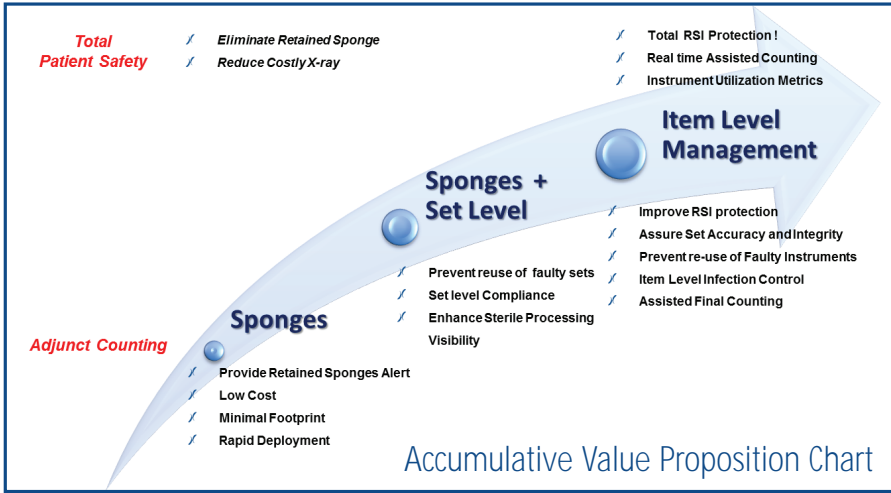 Total
Patient Safety
Eliminate Retained Sponge
Reduce Costly X-ray
Total RSI Protection !
Real time Assisted Counting
Instrument Utilization Metrics
Item Level
Management
Sponges +
Set Level
Improve RSI protection
Assure Set Accuracy and Integrity
Prevent re-use of Faulty Instruments
Item Level Infection Control
Assisted Final Counting
Prevent reuse of faulty sets
Set level Compliance
Enhance Sterile Processing
Visibility
Sponges
Adjunct Counting
Provide Retained Sponges Alert
Low Cost
Minimal Footprint
Rapid Deployment
Accumulative Value Proposition Chart